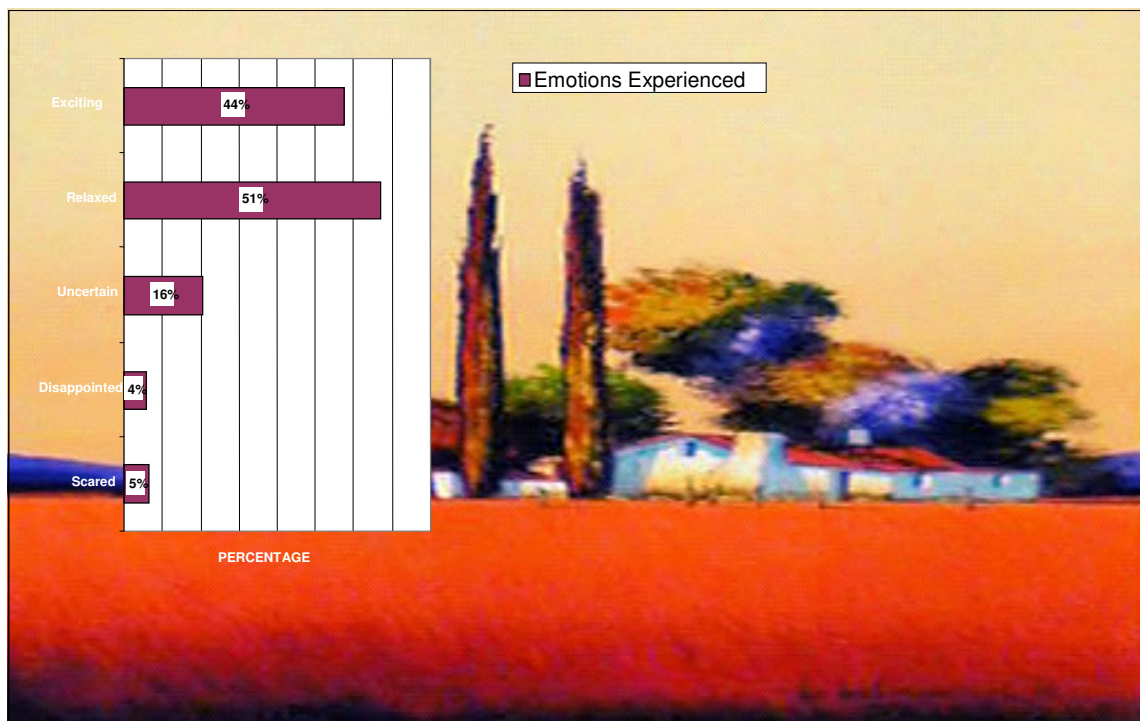 Emotions Experienced
Exciting
44%
Relaxed
51%
Uncertain
16%
Disappointed
4%
Scared
5%
PERCENTAGE